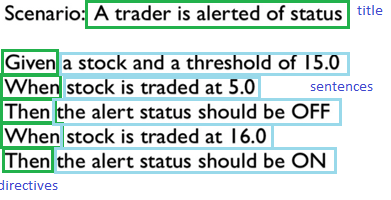 Scenario: A trader is alerted of status title
Given a stock and a threshold of 15.0
When stock is traded at 5.0 sentences
Then the alert status should be OFF
When stock is traded at 16.0
Then the alert status should be ON
directives